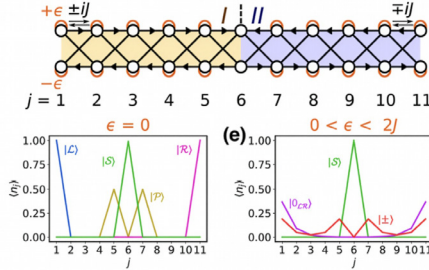 +ϵ ±iJ I II ∓iJ
−ϵ
j = 1 2 3 4 5 6 7 8 9 10 11
ϵ = 0 (e) 0 < ϵ < 2J
1.00 |ℒ⟩ |𝒮⟩ |ℛ⟩ 1.00 |𝒮⟩
0.75 0.75
⟨n_j⟩ 0.50 |𝒫⟩ ⟨n_j⟩ 0.50 |0_{ℒℛ}⟩ |±⟩
0.25 0.25
0.00 0.00
1 2 3 4 5 6 7 8 9 10 11 1 2 3 4 5 6 7 8 9 10 11
j j